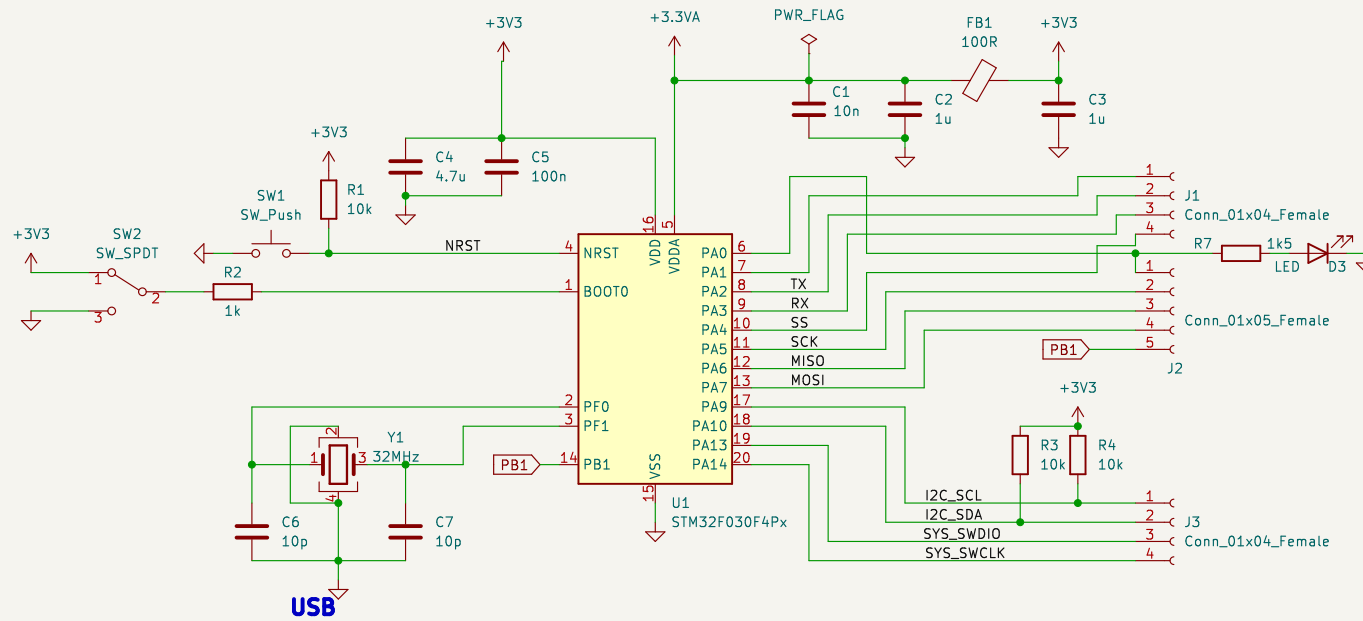 +3V3
+3.3VA
PWR_FLAG
FB1
100R
+3V3
C1
10n
C2
1u
C3
1u
+3V3
C4
4.7u
C5
100n
R1
10k
SW1
SW_Push
+3V3
SW2
SW_SPDT
1
2
3
R2
1k
NRST
4
NRST
1
BOOT0
2
PF0
3
PF1
PB1
14
PB1
16
VDD
5
VDDA
15
VSS
U1
STM32F030F4Px
PA0
6
PA1
7
PA2
8
TX
PA3
9
RX
PA4
10
SS
PA5
11
SCK
PA6
12
MISO
PA7
13
MOSI
PA9
17
PA10
18
PA13
19
PA14
20
1
2
3
4
J1
Conn_01x04_Female
R7
1k5
LED
D3
1
2
3
4
5
Conn_01x05_Female
J2
PB1
+3V3
R3
10k
R4
10k
I2C_SCL
I2C_SDA
SYS_SWDIO
SYS_SWCLK
1
2
3
4
J3
Conn_01x04_Female
Y1
32MHz
1
2
3
4
C6
10p
C7
10p
USB